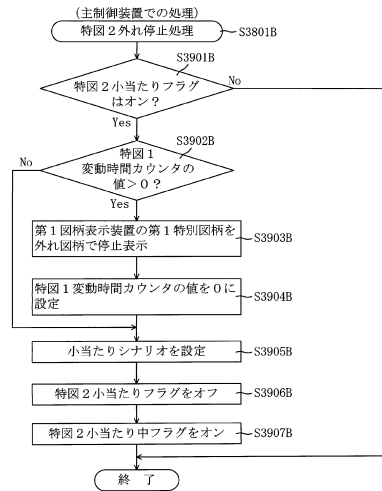 (主制御装置での処理)
特図2外れ停止処理
S3801B
S3901B
特図2小当たりフラグ
はオン?
No
Yes
S3902B
No
特図1
変動時間カウンタの
値>0?
Yes
第1図柄表示装置の第1特別図柄を
外れ図柄で停止表示
S3903B
特図1変動時間カウンタの値を0に
設定
S3904B
小当たりシナリオを設定
S3905B
特図2小当たりフラグをオフ
S3906B
特図2小当たり中フラグをオン
S3907B
終 了